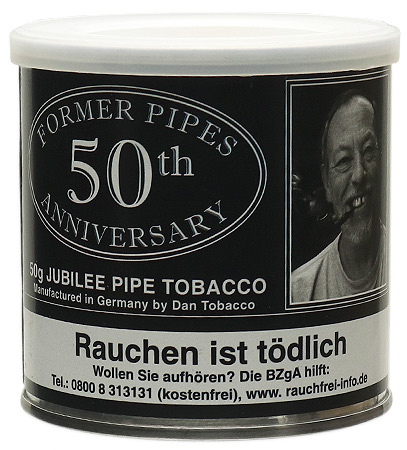 FORMER PIPES
50th
ANNIVERSARY
50g JUBILEE PIPE TOBACCO
Manufactured in Germany by Dan Tobacco
Rauchen ist tödlich
Wollen Sie aufhören? Die BZgA hilft:
Tel.: 0800 8 313131 (kostenfrei), www. rauchfrei-info.de